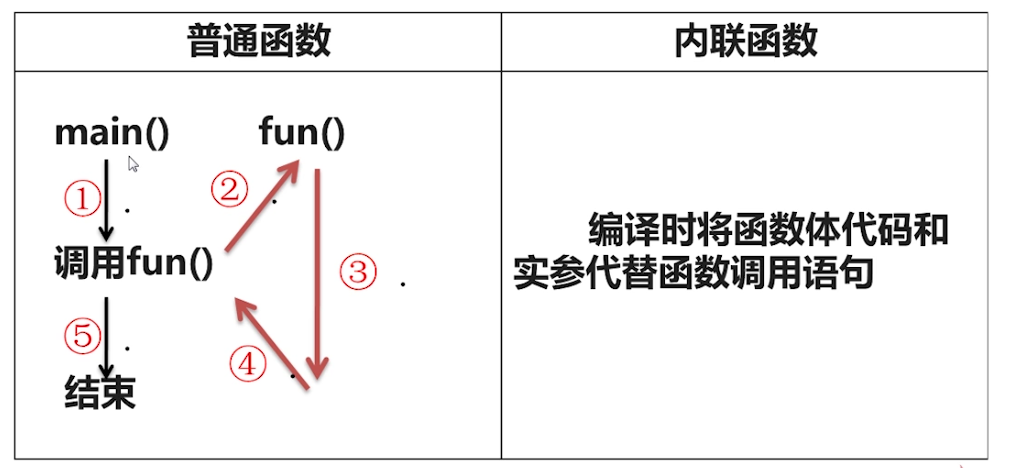 普通函数
内联函数
main()
fun()
①
②
调用fun()
③
⑤
④
结束
编译时将函数体代码和
实参代替函数调用语句